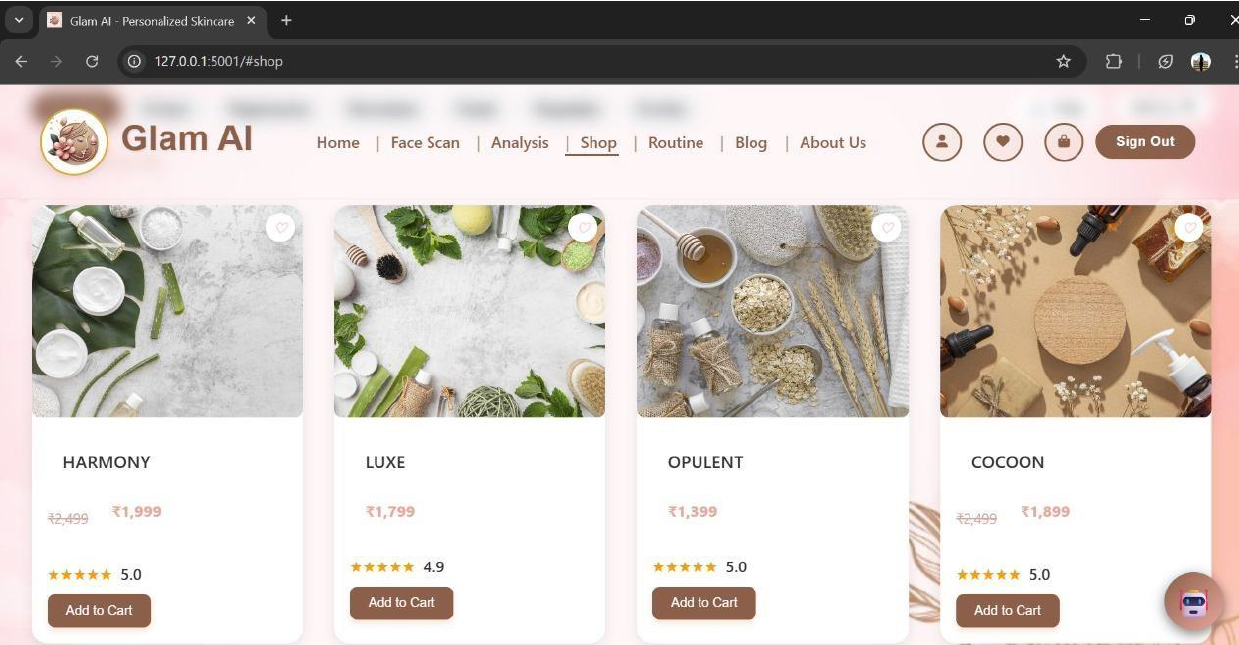 Glam AI - Personalized Skincare
127.0.0.1:5001/#shop
Glam AI
Home | Face Scan | Analysis | Shop | Routine | Blog | About Us
Sign Out
HARMONY
₹2,499 ₹1,999
★★★★★ 5.0
Add to Cart
LUXE
₹1,799
★★★★★ 4.9
Add to Cart
OPULENT
₹1,399
★★★★★ 5.0
Add to Cart
COCOON
₹2,499 ₹1,899
★★★★★ 5.0
Add to Cart